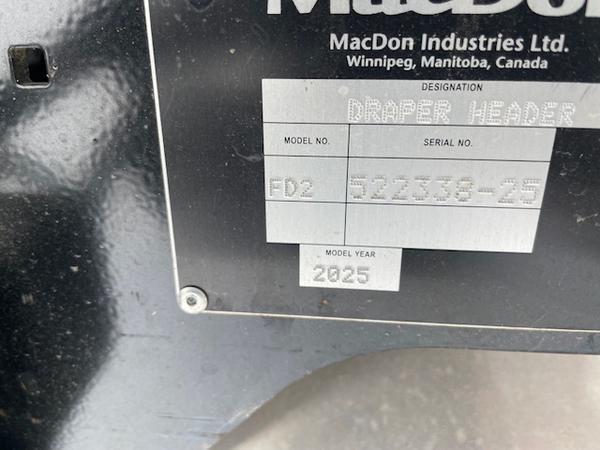 MacDon
MacDon Industries Ltd.
Winnipeg, Manitoba, Canada
DESIGNATION
DRAPER HEADER
MODEL NO.
SERIAL NO.
FD2
522338-25
MODEL YEAR
2025